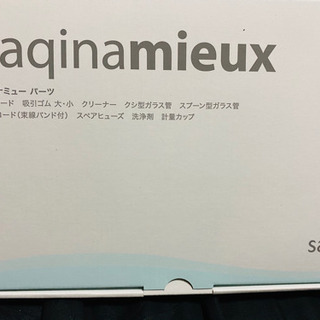 aqinamieux
ミュー パーツ
ード 吸引ゴム 大・小 クリーナー クシ型ガラス管 スプーン型ガラス管
コード（束線バンド付） スペアヒューズ 洗浄剤 計量カップ
sa